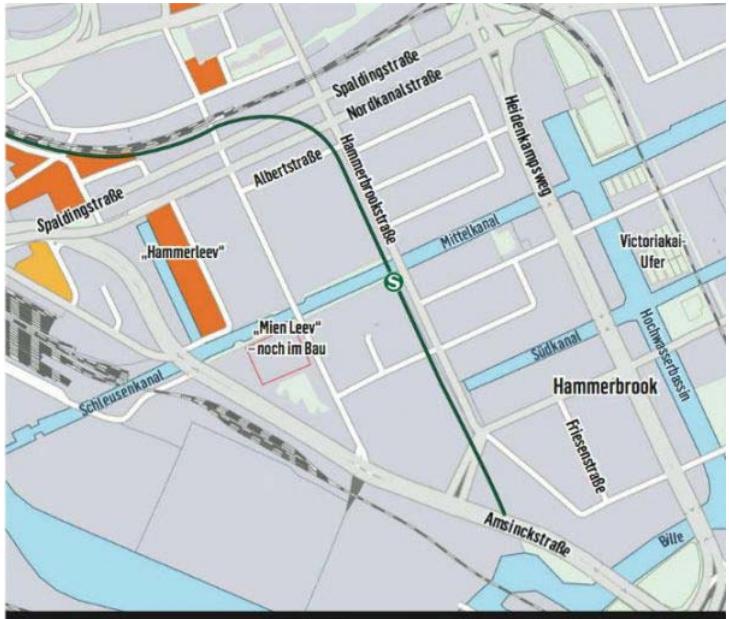 Spaldingstraße
Nordkanalstraße
Heidenkampsweg
Hammerbrookstraße
Albertstraße
Spaldingstraße
„Hammerleev“
Mittelkanal
Victoriakai-
Ufer
S
„Mien Leev“
– noch im Bau
Südkanal
Hochwasserbassin
Schleusenkanal
Hammerbrook
Friesenstraße
Amsinckstraße
Bille